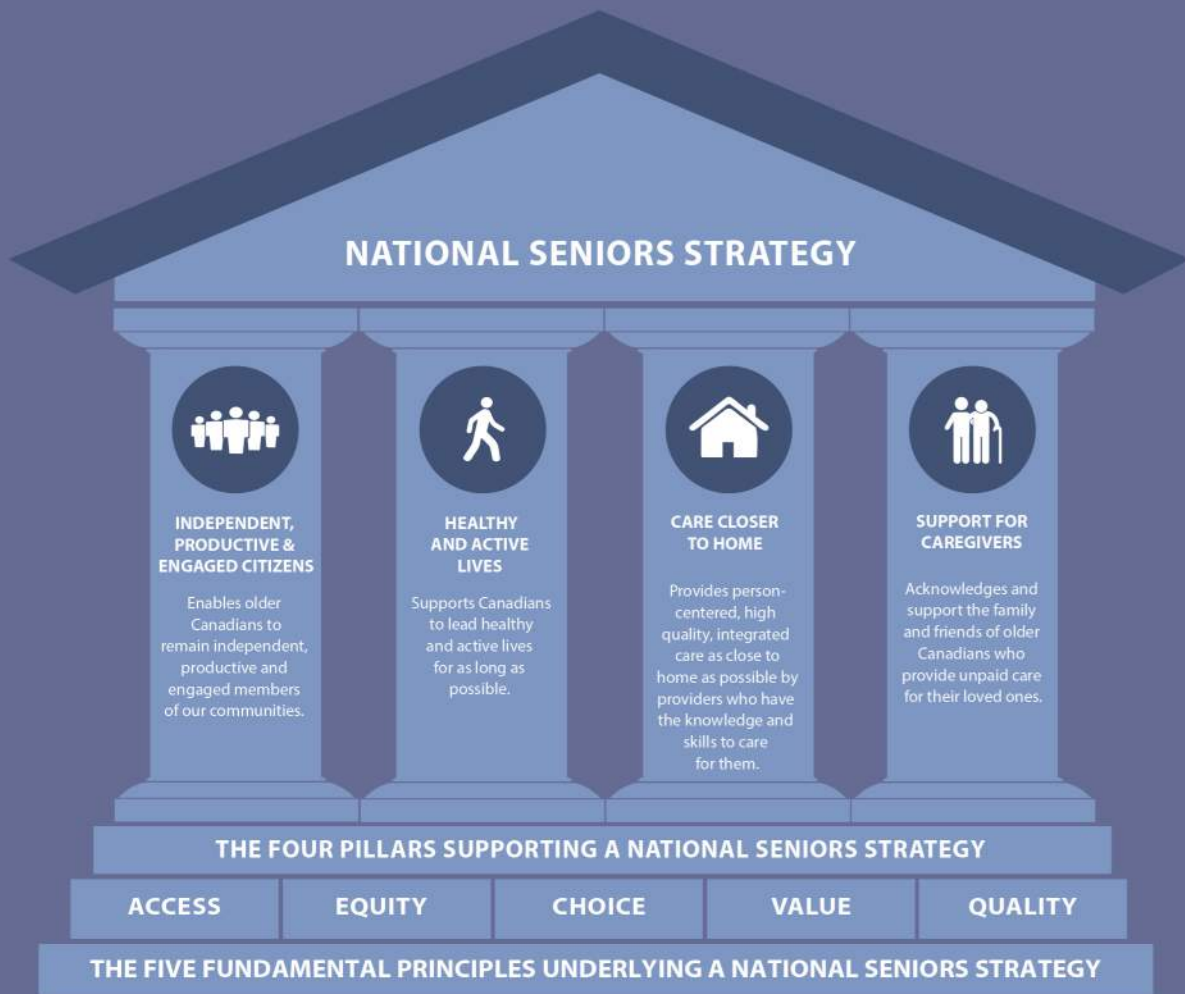 NATIONAL SENIORS STRATEGY
INDEPENDENT,
PRODUCTIVE &
ENGAGED CITIZENS
Enables older
Canadians to
remain independent,
productive and
engaged members
of our communities.
HEALTHY
AND ACTIVE
LIVES
Supports Canadians
to lead healthy
and active lives
for as long as
possible.
CARE CLOSER
TO HOME
Provides person-
centered, high
quality, integrated
care as close to
home as possible by
providers who have
the knowledge and
skills to care
for them.
SUPPORT FOR
CAREGIVERS
Acknowledges and
support the family
and friends of older
Canadians who
provide unpaid care
for their loved ones.
THE FOUR PILLARS SUPPORTING A NATIONAL SENIORS STRATEGY
ACCESS EQUITY CHOICE VALUE QUALITY
THE FIVE FUNDAMENTAL PRINCIPLES UNDERLYING A NATIONAL SENIORS STRATEGY